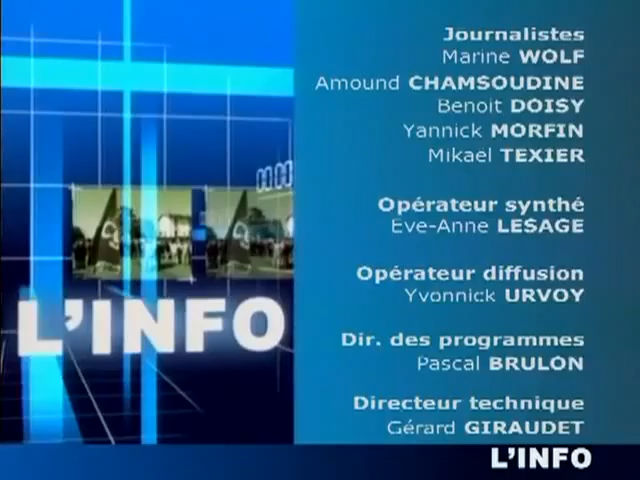 Journalistes
Marine WOLF
Amound CHAMSOUDINE
Benoit DOISY
Yannick MORFIN
Mikaël TEXIER
Opérateur synthé
Eve-Anne LESAGE
Opérateur diffusion
Yvonnick URVOY
Dir. des programmes
Pascal BRULON
Directeur technique
Gérard GIRAUDET
L'INFO
L'INFO